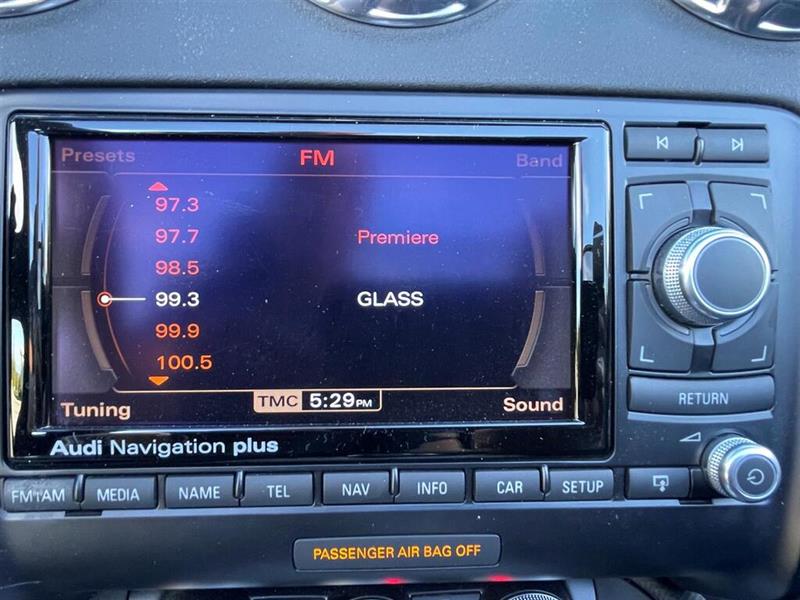 Presets FM Band
97.3
97.7 Premiere
98.5
99.3 GLASS
99.9
100.5
Tuning TMC 5:29PM Sound
Audi Navigation plus
RETURN
FM/AM MEDIA NAME TEL NAV INFO CAR SETUP
PASSENGER AIR BAG OFF